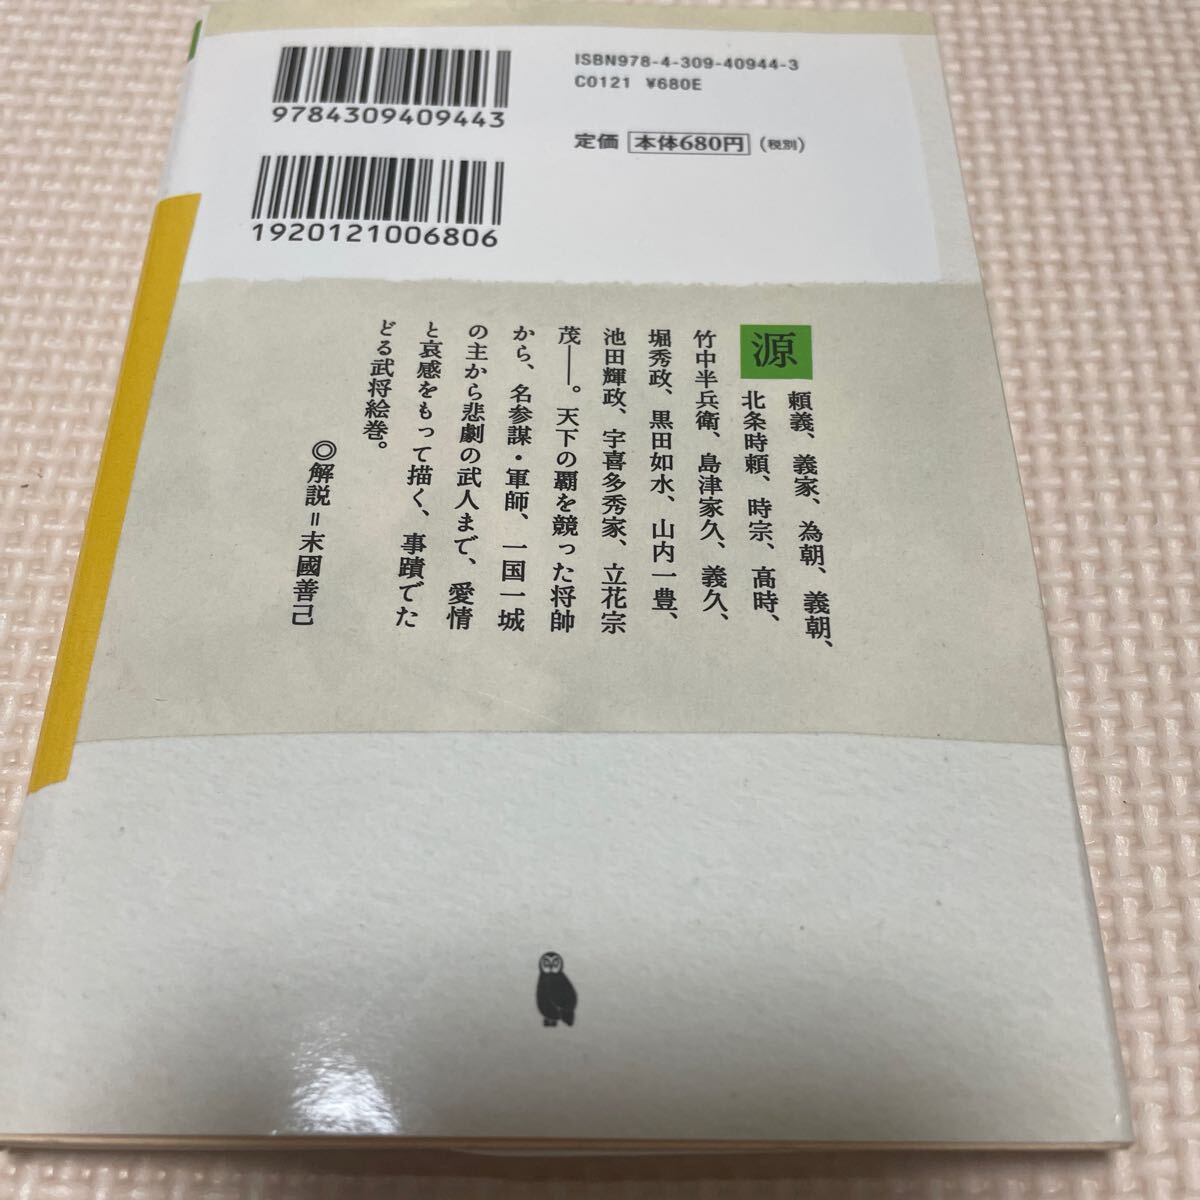 ISBN978-4-309-40944-3
C0121 ¥680E
9784309409443
定価 本体680円 (税別)
1920121006806
源頼義、義家、為朝、義朝、
北条時頼、時宗、高時、
竹中半兵衛、島津家久、義久、
堀秀政、黒田如水、山内一豊、
池田輝政、宇喜多秀家、立花宗
茂――。天下の覇を競った将帥
から、名参謀・軍師、一国一城
の主から悲劇の武人まで、愛情
と哀感をもって描く、事蹟でた
どる武将絵巻。
◎解説=末國善己